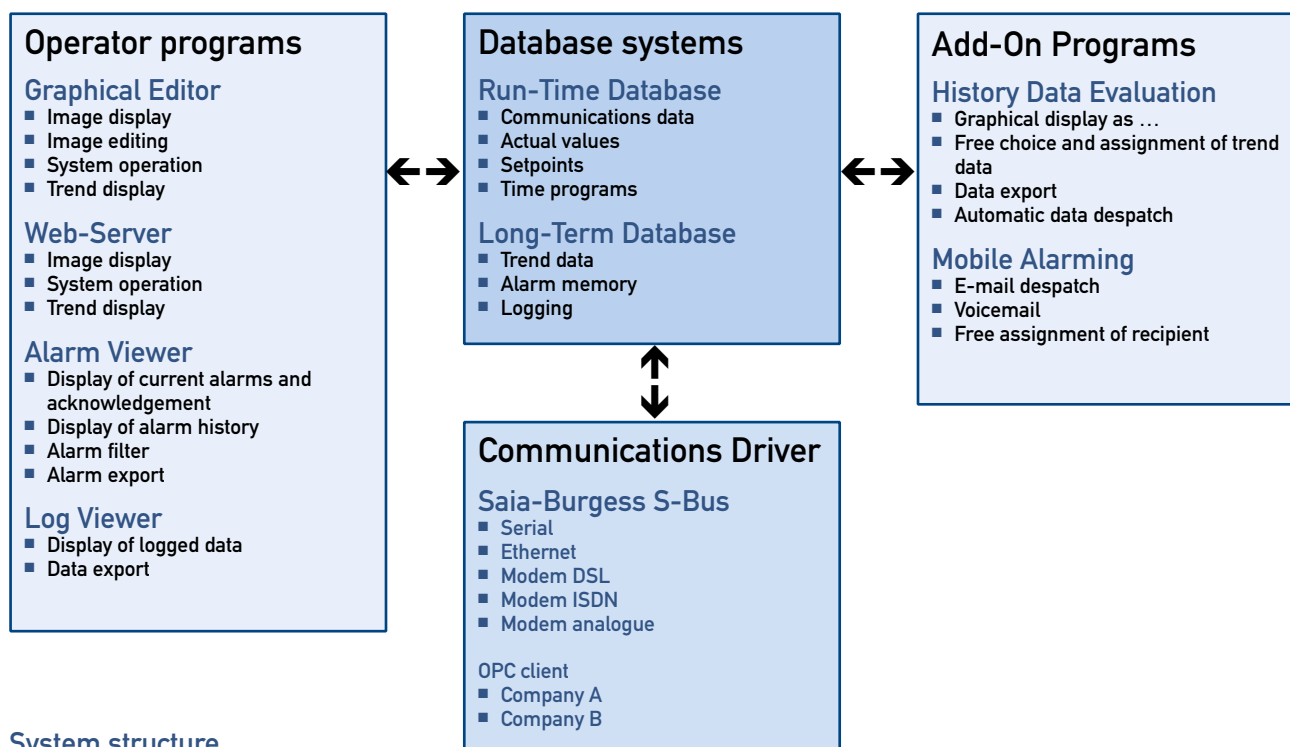 Operator programs
Graphical Editor
■ Image display
■ Image editing
■ System operation
■ Trend display
Web-Server
■ Image display
■ System operation
■ Trend display
Alarm Viewer
■ Display of current alarms and
acknowledgement
■ Display of alarm history
■ Alarm filter
■ Alarm export
Log Viewer
■ Display of logged data
■ Data export
Database systems
Run-Time Database
■ Communications data
■ Actual values
■ Setpoints
■ Time programs
Long-Term Database
■ Trend data
■ Alarm memory
■ Logging
Add-On Programs
History Data Evaluation
■ Graphical display as …
■ Free choice and assignment of trend
data
■ Data export
■ Automatic data despatch
Mobile Alarming
■ E-mail despatch
■ Voicemail
■ Free assignment of recipient
Communications Driver
Saia-Burgess S-Bus
■ Serial
■ Ethernet
■ Modem DSL
■ Modem ISDN
■ Modem analogue
OPC client
■ Company A
■ Company B
System structure